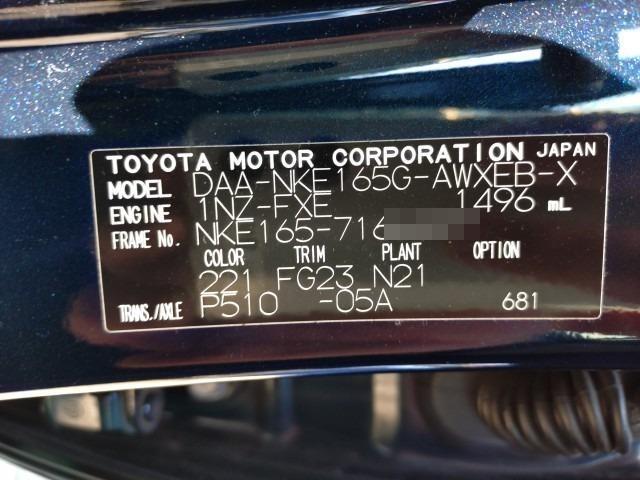 TOYOTA MOTOR CORPORATION JAPAN
MODEL DAA-NKE165G-AWXEB-X
ENGINE 1NZ-FXE 1496 mL
FRAME No. NKE165-716
COLOR TRIM PLANT OPTION
221 FG23 N21
TRANS./AXLE P510 -05A 681